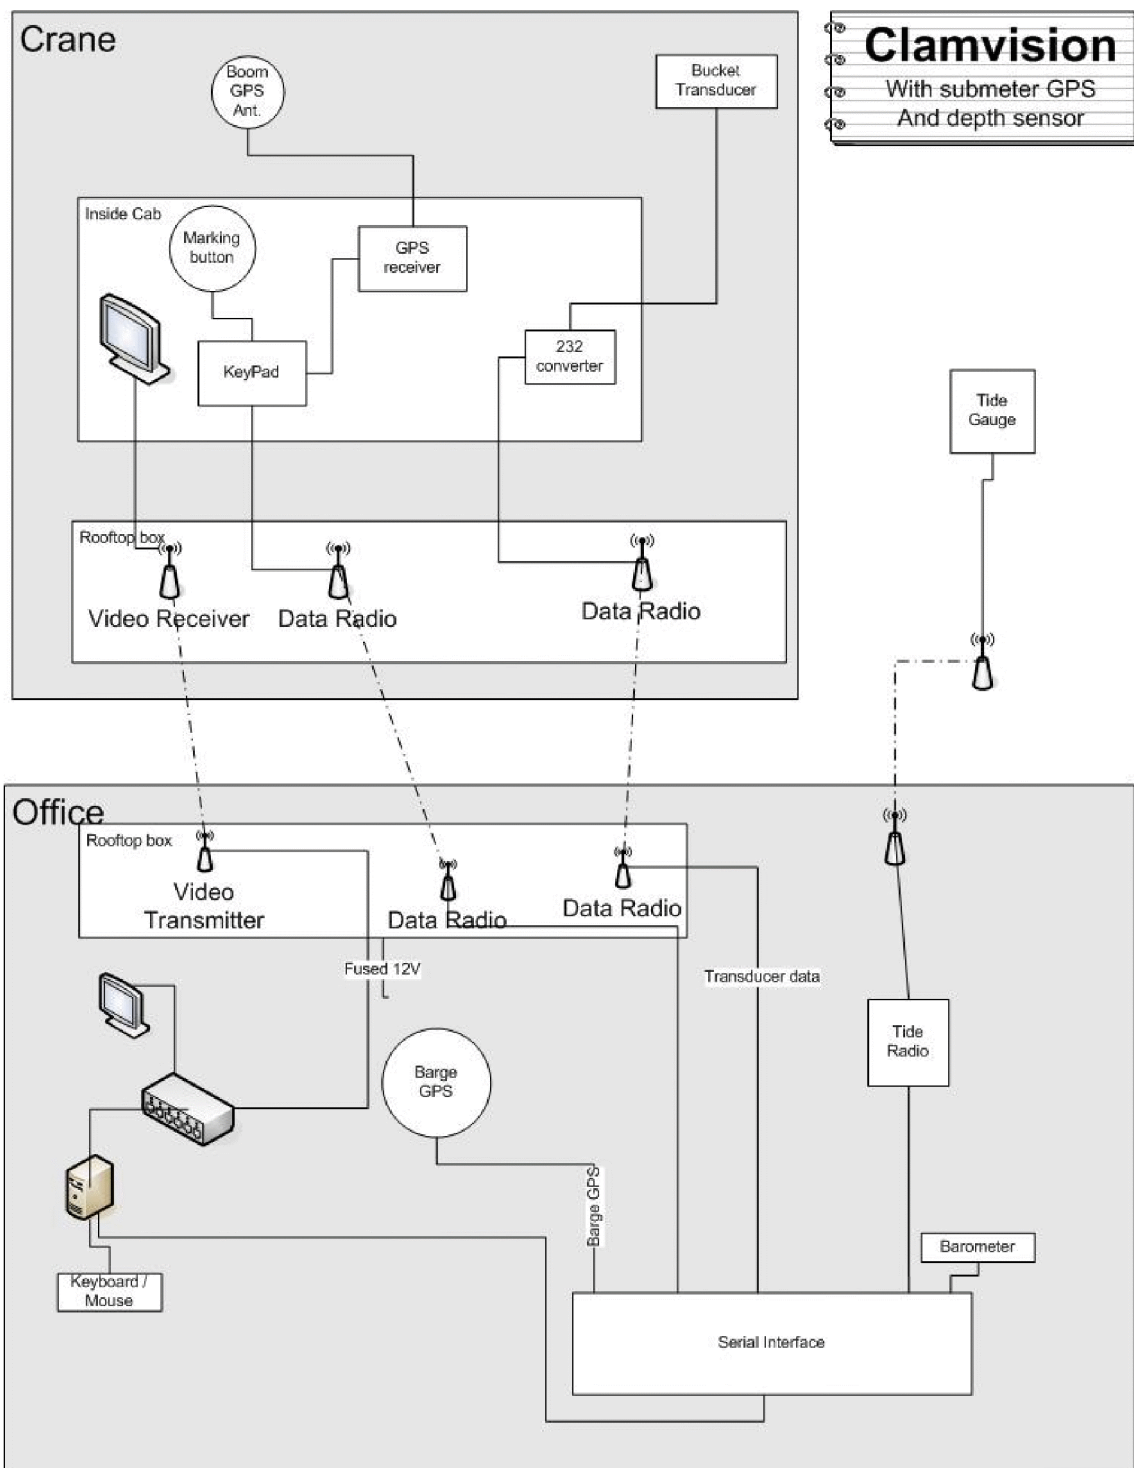 Crane
Clamvision
With submeter GPS
And depth sensor
Boom
GPS
Ant.
Bucket
Transducer
Inside Cab
Marking
button
GPS
receiver
KeyPad
232
converter
Tide
Gauge
Rooftop box
Video Receiver
Data Radio
Data Radio
Office
Rooftop box
Video
Transmitter
Data Radio
Data Radio
Fused 12V
Transducer data
Tide
Radio
Barge
GPS
Barge GPS
Barometer
Keyboard /
Mouse
Serial Interface